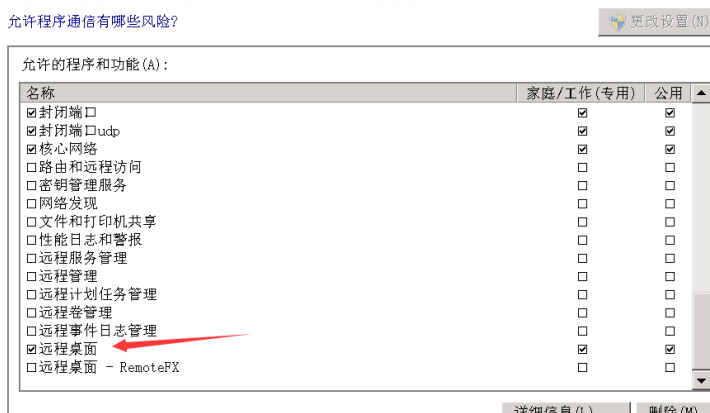 允许程序通信有哪些风险?
更改设置(N)
允许的程序和功能(A):
名称 家庭/工作(专用) 公用
封闭端口
封闭端口udp
核心网络
路由和远程访问
密钥管理服务
网络发现
文件和打印机共享
性能日志和警报
远程服务管理
远程管理
远程计划任务管理
远程卷管理
远程事件日志管理
远程桌面
远程桌面 - RemoteFX
详细信息(L) 删除(M)